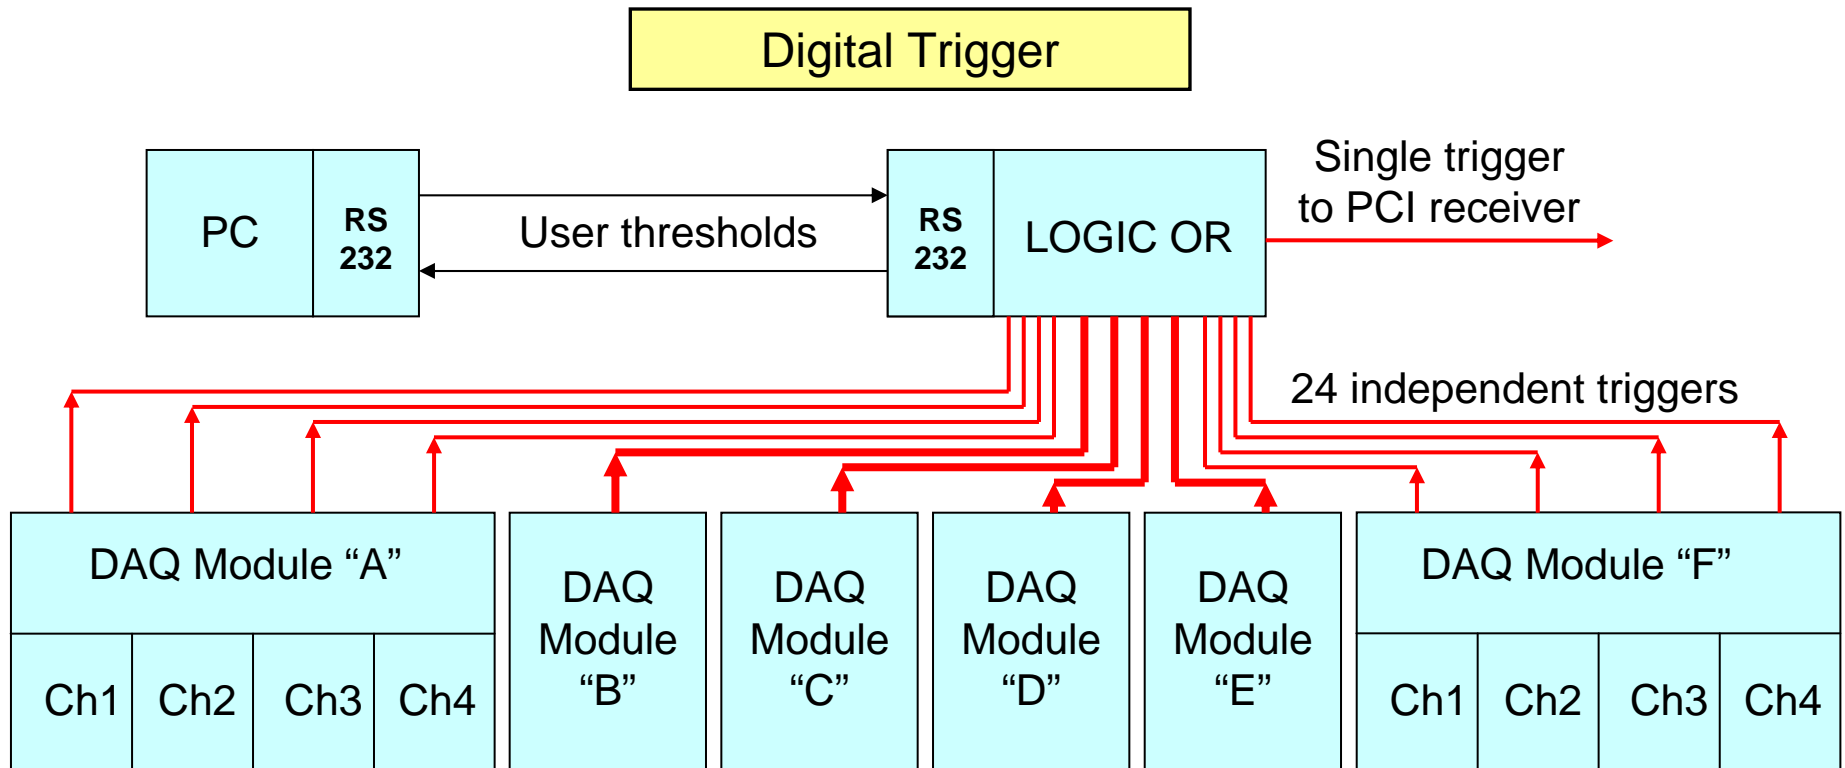 Digital Trigger
PC
RS
232
User thresholds
RS
232
LOGIC OR
Single trigger
to PCI receiver
24 independent triggers
DAQ Module “A”
Ch1
Ch2
Ch3
Ch4
DAQ
Module
“B”
DAQ
Module
“C”
DAQ
Module
“D”
DAQ
Module
“E”
DAQ Module “F”
Ch1
Ch2
Ch3
Ch4